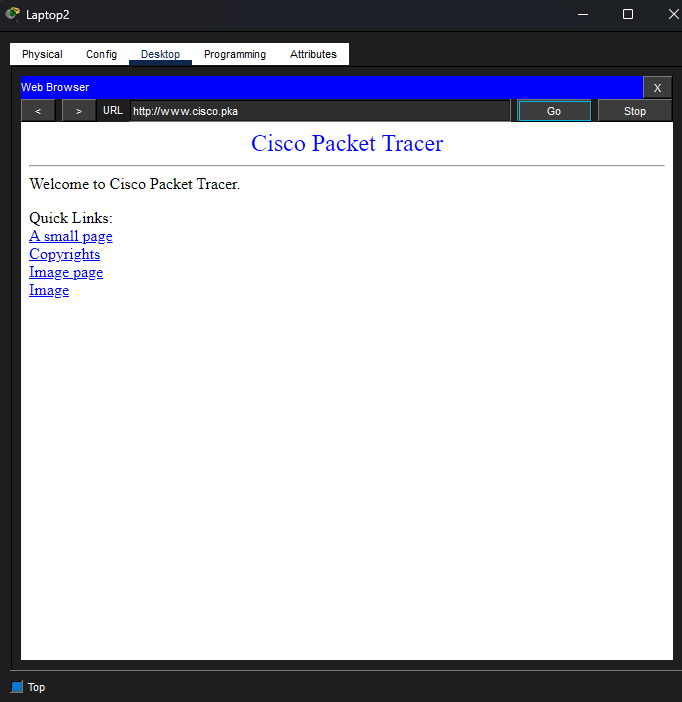 Laptop2
Physical Config Desktop Programming Attributes
Web Browser X
< > URL http://www.cisco.pka Go Stop
Cisco Packet Tracer
Welcome to Cisco Packet Tracer.
Quick Links:
A small page
Copyrights
Image page
Image
Top